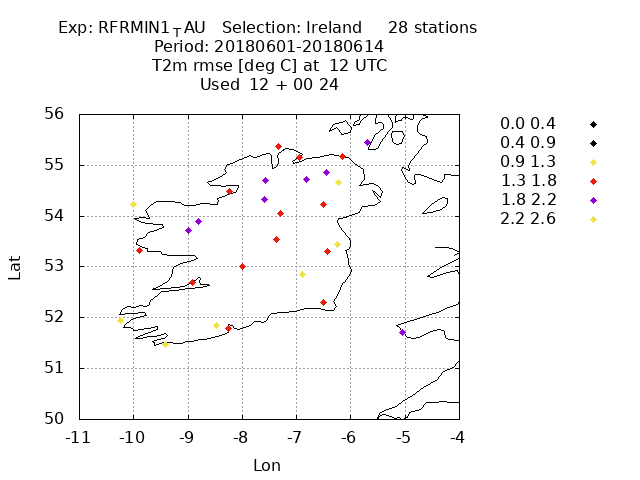 Exp: RFRMIN1TAU   Selection: Ireland     28 stations
Period: 20180601-20180614
T2m rmse [deg C] at  12 UTC
Used  12 + 00 24
56
55
54
53
52
51
50
-11 -10 -9 -8 -7 -6 -5 -4
Lat
Lon
0.0 0.4
0.4 0.9
0.9 1.3
1.3 1.8
1.8 2.2
2.2 2.6